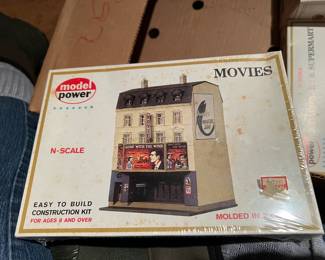 model
power
MOVIES
N-SCALE
GONE WITH THE WIND
EASY TO BUILD
CONSTRUCTION KIT
FOR AGES 8 AND OVER
MOLDED IN
SUPERMART